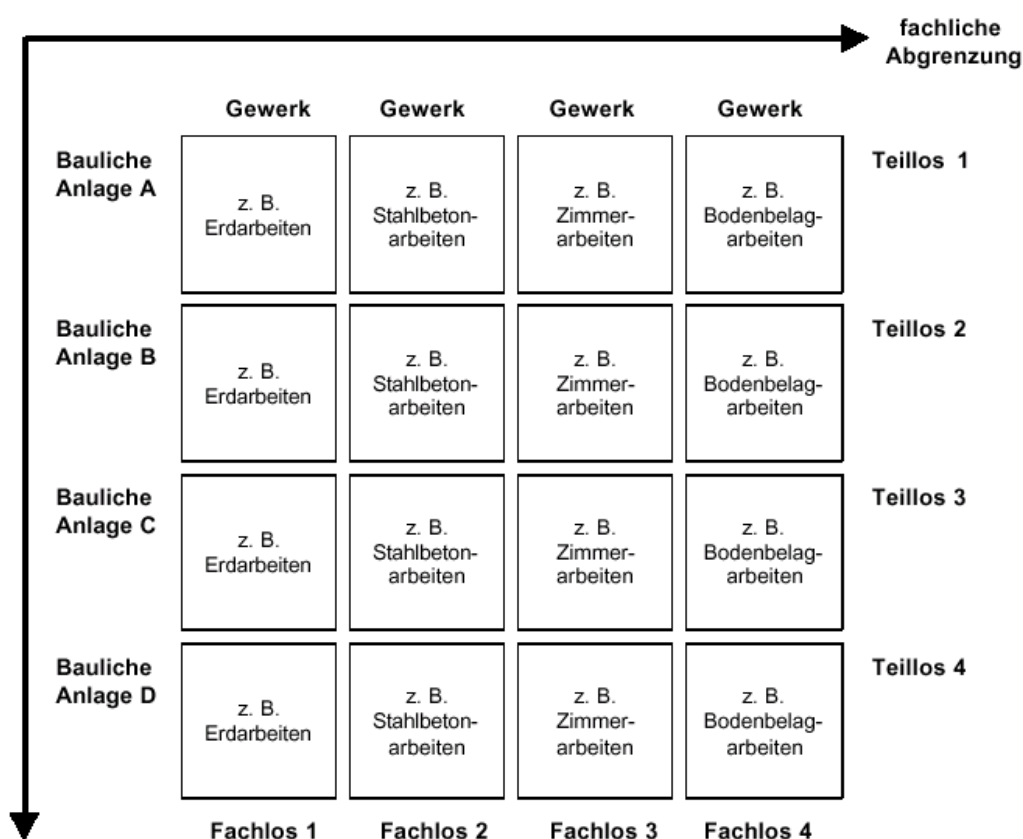 fachliche
Abgrenzung
Gewerk Gewerk Gewerk Gewerk
Bauliche
Anlage A
z. B.
Erdarbeiten
z. B.
Stahlbeton-
arbeiten
z. B.
Zimmer-
arbeiten
z. B.
Bodenbelag-
arbeiten
Teillos 1
Bauliche
Anlage B
z. B.
Erdarbeiten
z. B.
Stahlbeton-
arbeiten
z. B.
Zimmer-
arbeiten
z. B.
Bodenbelag-
arbeiten
Teillos 2
Bauliche
Anlage C
z. B.
Erdarbeiten
z. B.
Stahlbeton-
arbeiten
z. B.
Zimmer-
arbeiten
z. B.
Bodenbelag-
arbeiten
Teillos 3
Bauliche
Anlage D
z. B.
Erdarbeiten
z. B.
Stahlbeton-
arbeiten
z. B.
Zimmer-
arbeiten
z. B.
Bodenbelag-
arbeiten
Teillos 4
Fachlos 1 Fachlos 2 Fachlos 3 Fachlos 4